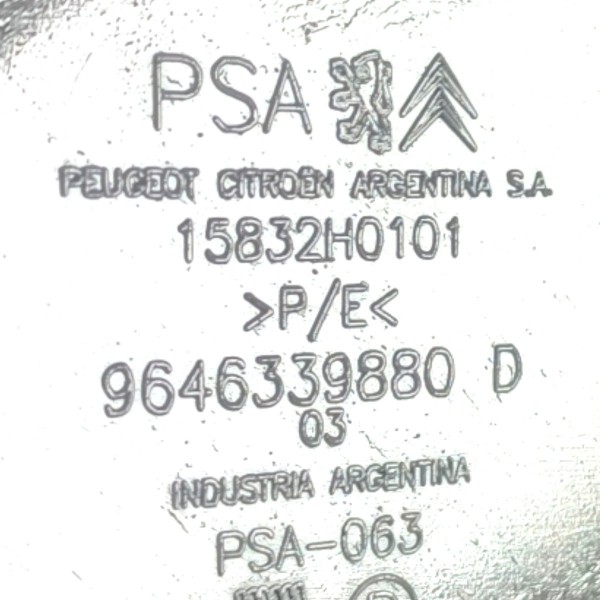 PSA
PEUGEOT CITROËN ARGENTINA S.A.
15832H0101
>P/E<
9646339880 D
03
INDUSTRIA ARGENTINA
PSA-063